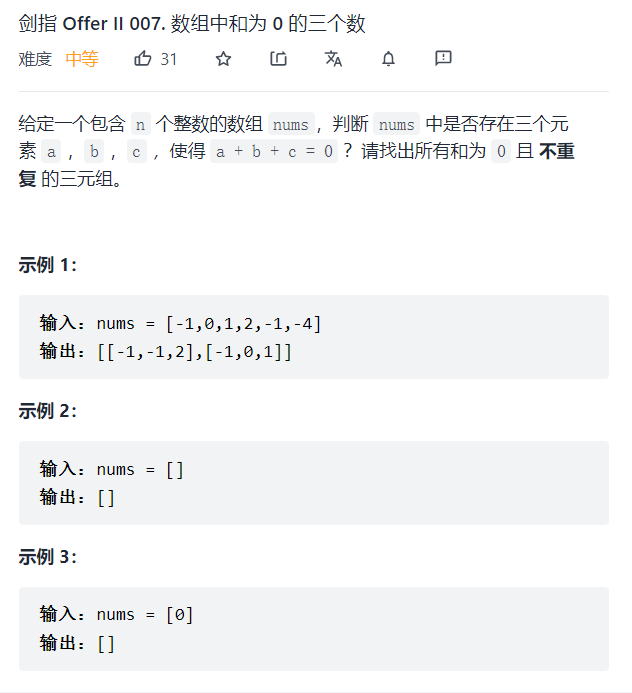 剑指 Offer II 007. 数组中和为 0 的三个数
难度 中等 31
给定一个包含 n 个整数的数组 nums，判断 nums 中是否存在三个元
素 a ，b ，c ，使得 a + b + c = 0 ？请找出所有和为 0 且 不重
复 的三元组。
示例 1：
输入：nums = [-1,0,1,2,-1,-4]
输出：[[-1,-1,2],[-1,0,1]]
示例 2：
输入：nums = []
输出：[]
示例 3：
输入：nums = [0]
输出：[]